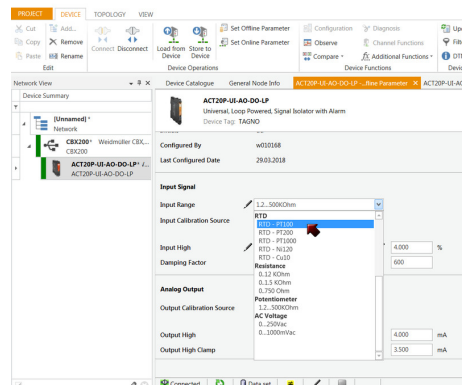 PROJECT DEVICE TOPOLOGY VIEW
Cut Add...
Copy Remove
Paste Rename
Connect Disconnect
Load from Device Store to Device
Set Offline Parameter
Set Online Parameter
Configuration
Observe
Compare
Diagnosis
Channel Functions
Additional Functions
Edit Device Operations Device Functions
Network View
Device Summary
[Unnamed] *
Network
CBX200* Weidmüller CBX,...
CBX200
ACT20P-UI-AO-DO-LP*
ACT20P-UI-AO-DO-LP
Device Catalogue General Node Info ACT20P-UI-AO-DO-LP -...ffline Parameter ACT20P-UI-AO
ACT20P-UI-AO-DO-LP
Universal, Loop Powered, Signal Isolator with Alarm
Device Tag: TAGNO
Configured By w010168
Last Configured Date 29.03.2018
Input Signal
Input Range 1.2...500KOhm
Input Calibration Source
Input High 4.000 %
Damping Factor 600
RTD
RTD - PT100
RTD - PT200
RTD - PT1000
RTD - Ni120
RTD - Cu10
Resistance
0..12 KOhm
0..1.5 KOhm
0..750 Ohm
Potentiometer
1.2...500KOhm
AC Voltage
0...250Vac
0...1000mVac
Analog Output
Output Calibration Source
Output High 4.000 mA
Output High Clamp 3.500 mA
Connected Data set